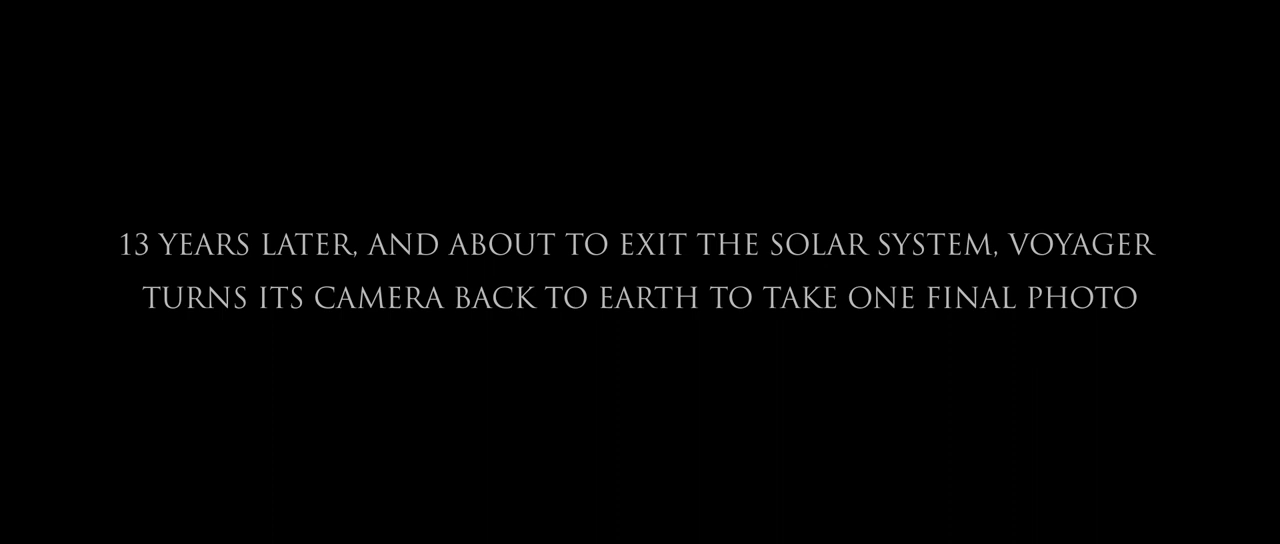 13 YEARS LATER, AND ABOUT TO EXIT THE SOLAR SYSTEM, VOYAGER
TURNS ITS CAMERA BACK TO EARTH TO TAKE ONE FINAL PHOTO